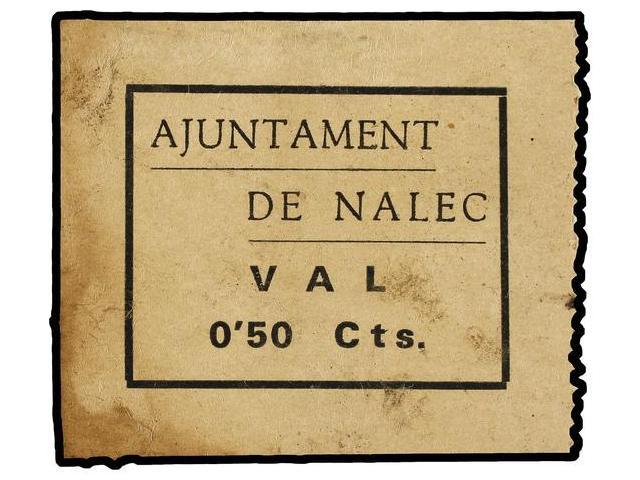 AJUNTAMENT
DE NALEC
VAL
0'50 Cts.